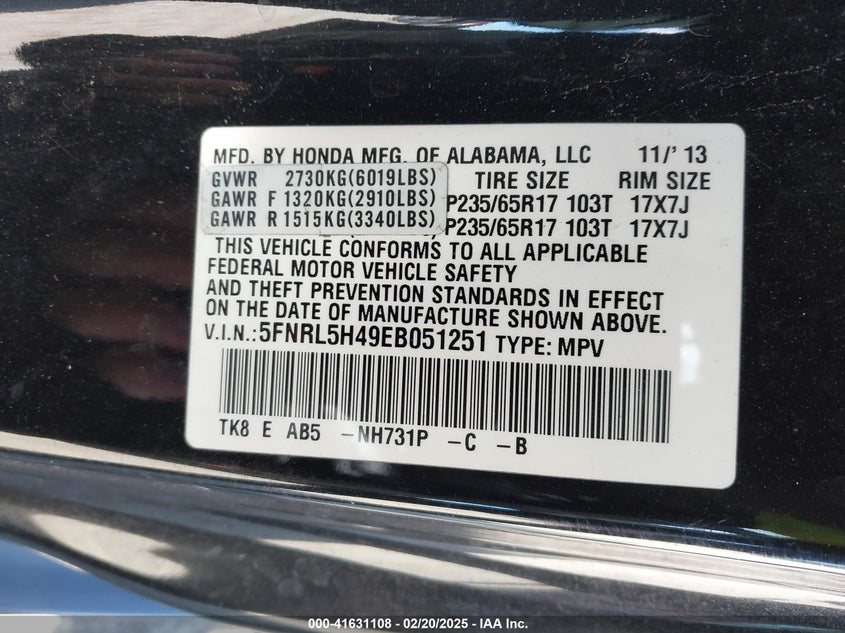 MFD. BY HONDA MFG. OF ALABAMA, LLC 11/' 13
GVWR 2730KG(6019LBS) TIRE SIZE RIM SIZE
GAWR F 1320KG(2910LBS) P235/65R17 103T 17X7J
GAWR R 1515KG(3340LBS) P235/65R17 103T 17X7J
THIS VEHICLE CONFORMS TO ALL APPLICABLE
FEDERAL MOTOR VEHICLE SAFETY
AND THEFT PREVENTION STANDARDS IN EFFECT
ON THE DATE OF MANUFACTURE SHOWN ABOVE.
V.I.N.:5FNRL5H49EB051251 TYPE: MPV
TK8 E AB5 -NH731P -C -B
000-41631108 - 02/20/2025 - IAA Inc.